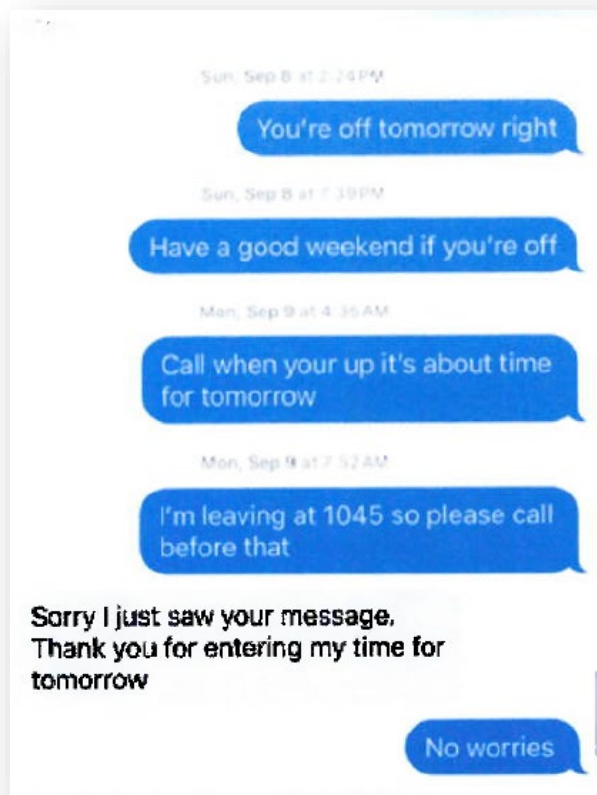 Sun, Sep 8 at 2:24 PM
You're off tomorrow right
Sun, Sep 8 at 7:39 PM
Have a good weekend if you're off
Mon, Sep 9 at 4:36 AM
Call when your up it's about time
for tomorrow
Mon, Sep 9 at 7:52 AM
I'm leaving at 1045 so please call
before that
Sorry I just saw your message.
Thank you for entering my time for
tomorrow
No worries